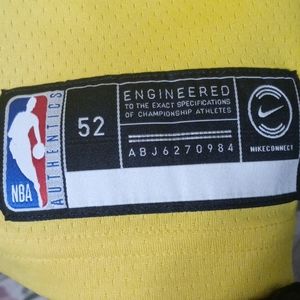 NBA
AUTHENTICS
52
ENGINEERED
TO THE EXACT SPECIFICATIONS
OF CHAMPIONSHIP ATHLETES
ABJ6270984
NIKECONNECT